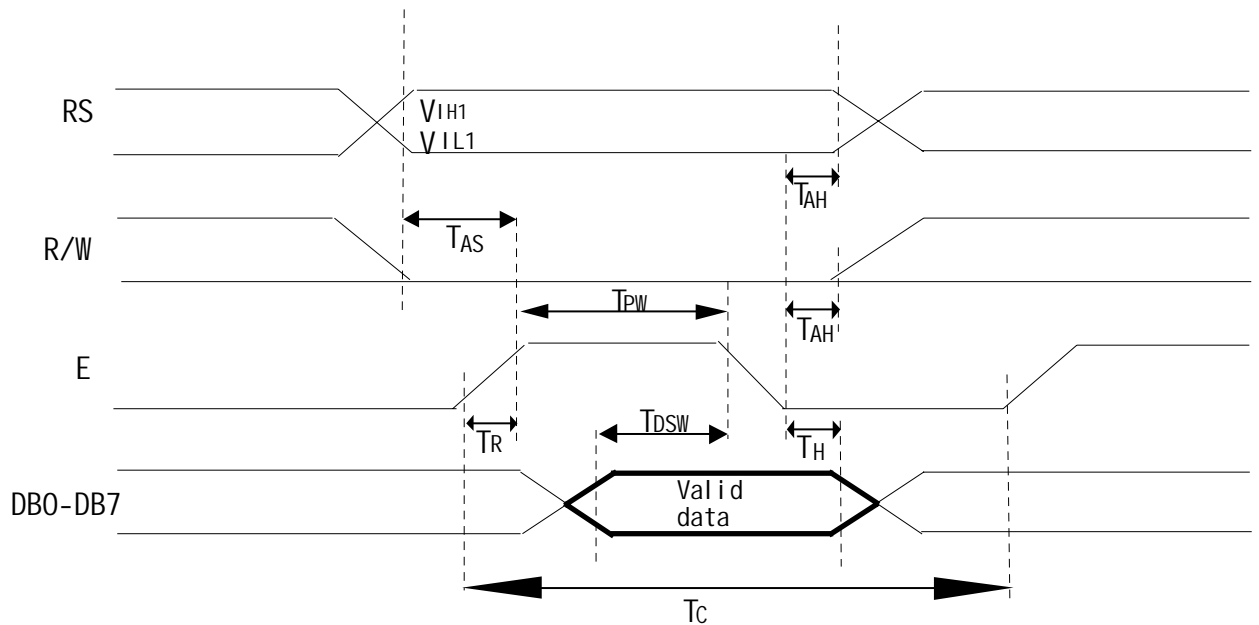 RS
VIH1
VIL1
TAH
TAS
R/W
TPW
TAH
E
TDSW
TR
TH
DB0-DB7
Valid
data
TC